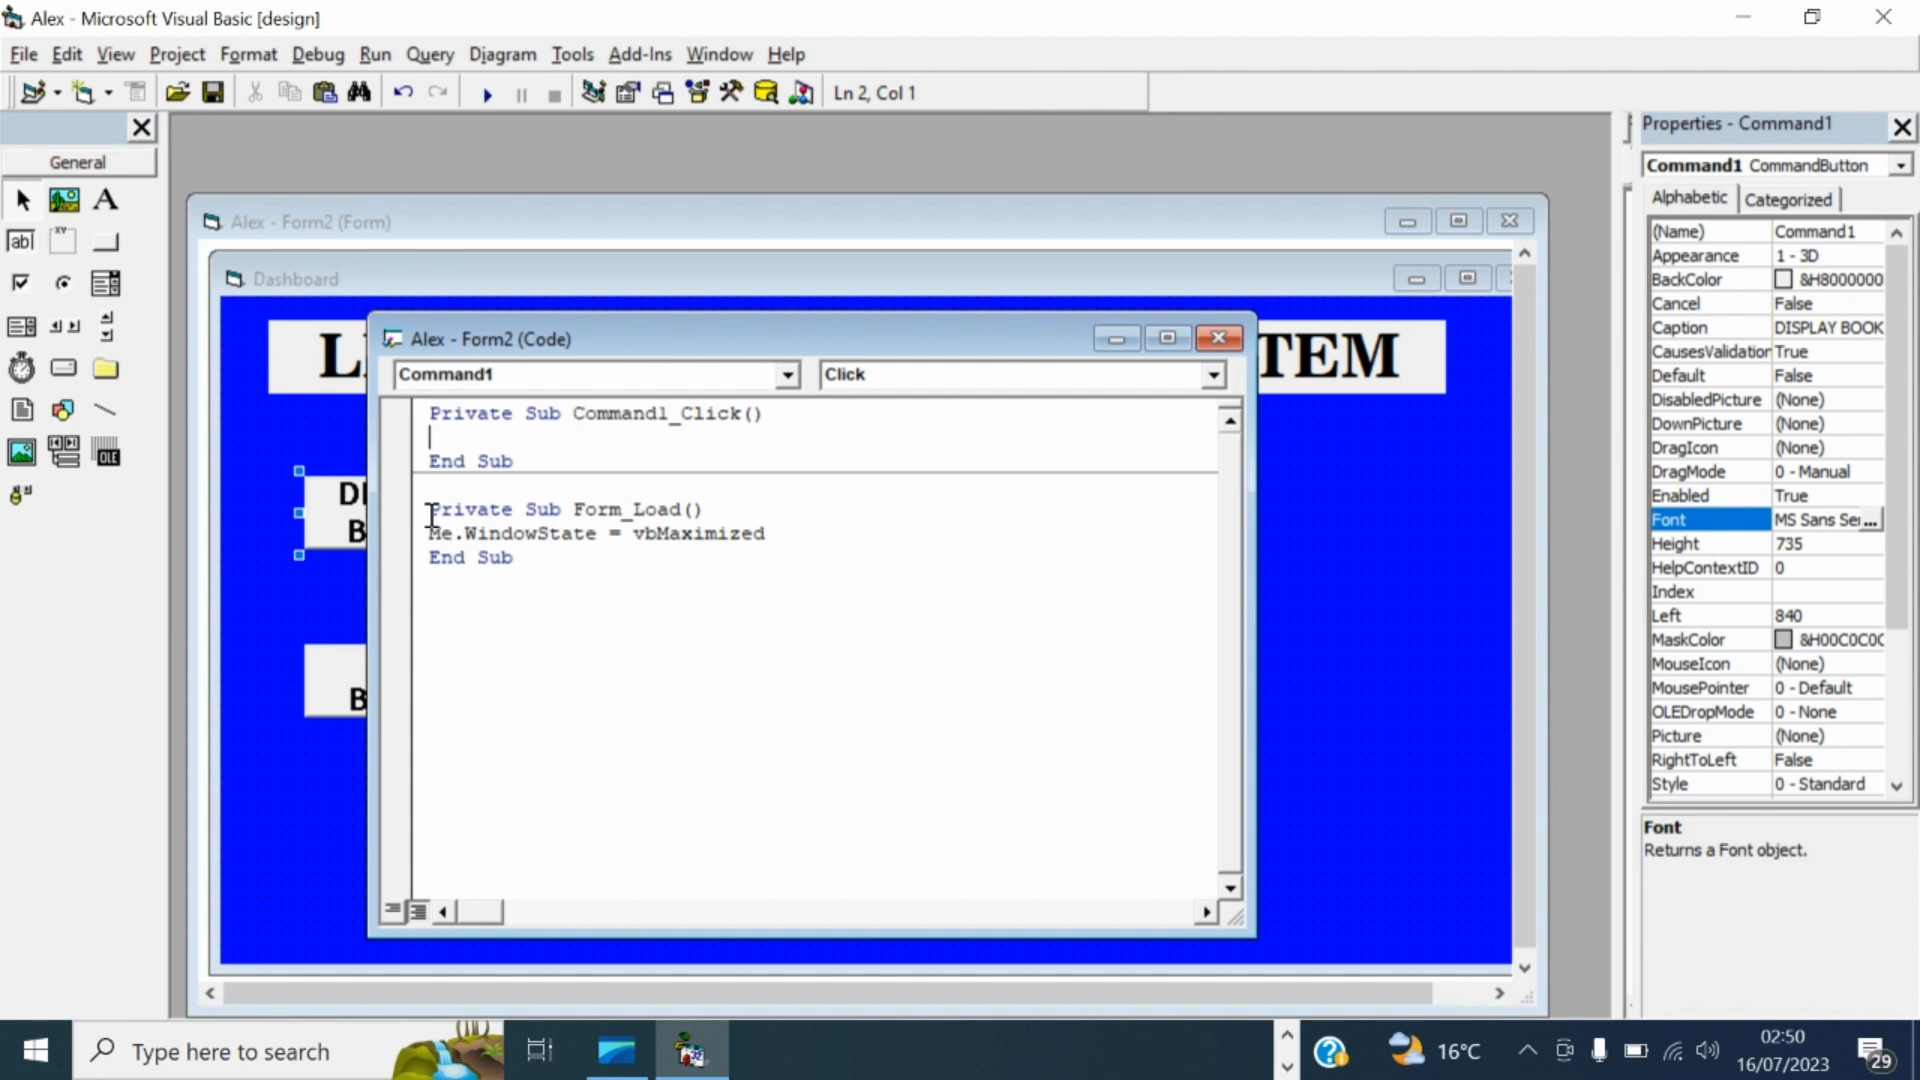 Alex - Microsoft Visual Basic [design]
File Edit View Project Format Debug Run Query Diagram Tools Add-Ins Window Help
Ln 2, Col 1
General
A
abl
xy
OLE
Alex - Form2 (Form)
Dashboard
TEM
Alex - Form2 (Code)
Command1 Click
Private Sub Command1_Click()
End Sub
Private Sub Form_Load()
Me.WindowState = vbMaximized
End Sub
Properties - Command1
Command1 CommandButton
Alphabetic Categorized
(Name) Command1
Appearance 1 - 3D
BackColor &H8000000
Cancel False
Caption DISPLAY BOOK
CausesValidation True
Default False
DisabledPicture (None)
DownPicture (None)
DragIcon (None)
DragMode 0 - Manual
Enabled True
Font MS Sans Ser ...
Height 735
HelpContextID 0
Index
Left 840
MaskColor &H00C0C0C
MouseIcon (None)
MousePointer 0 - Default
OLEDropMode 0 - None
Picture (None)
RightToLeft False
Style 0 - Standard
Font
Returns a Font object.
Type here to search
16°C
02:50
16/07/2023
29